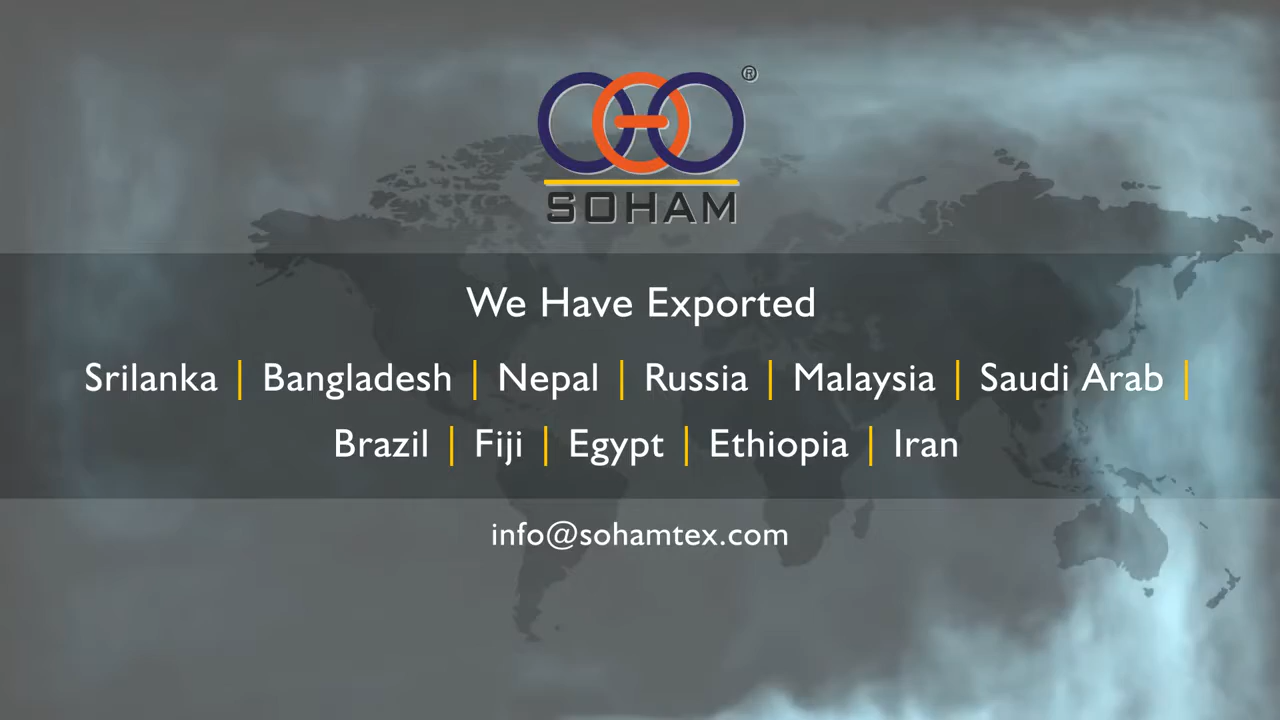 ®
SOHAM
We Have Exported
Srilanka | Bangladesh | Nepal | Russia | Malaysia | Saudi Arab |
Brazil | Fiji | Egypt | Ethiopia | Iran
info@sohamtex.com